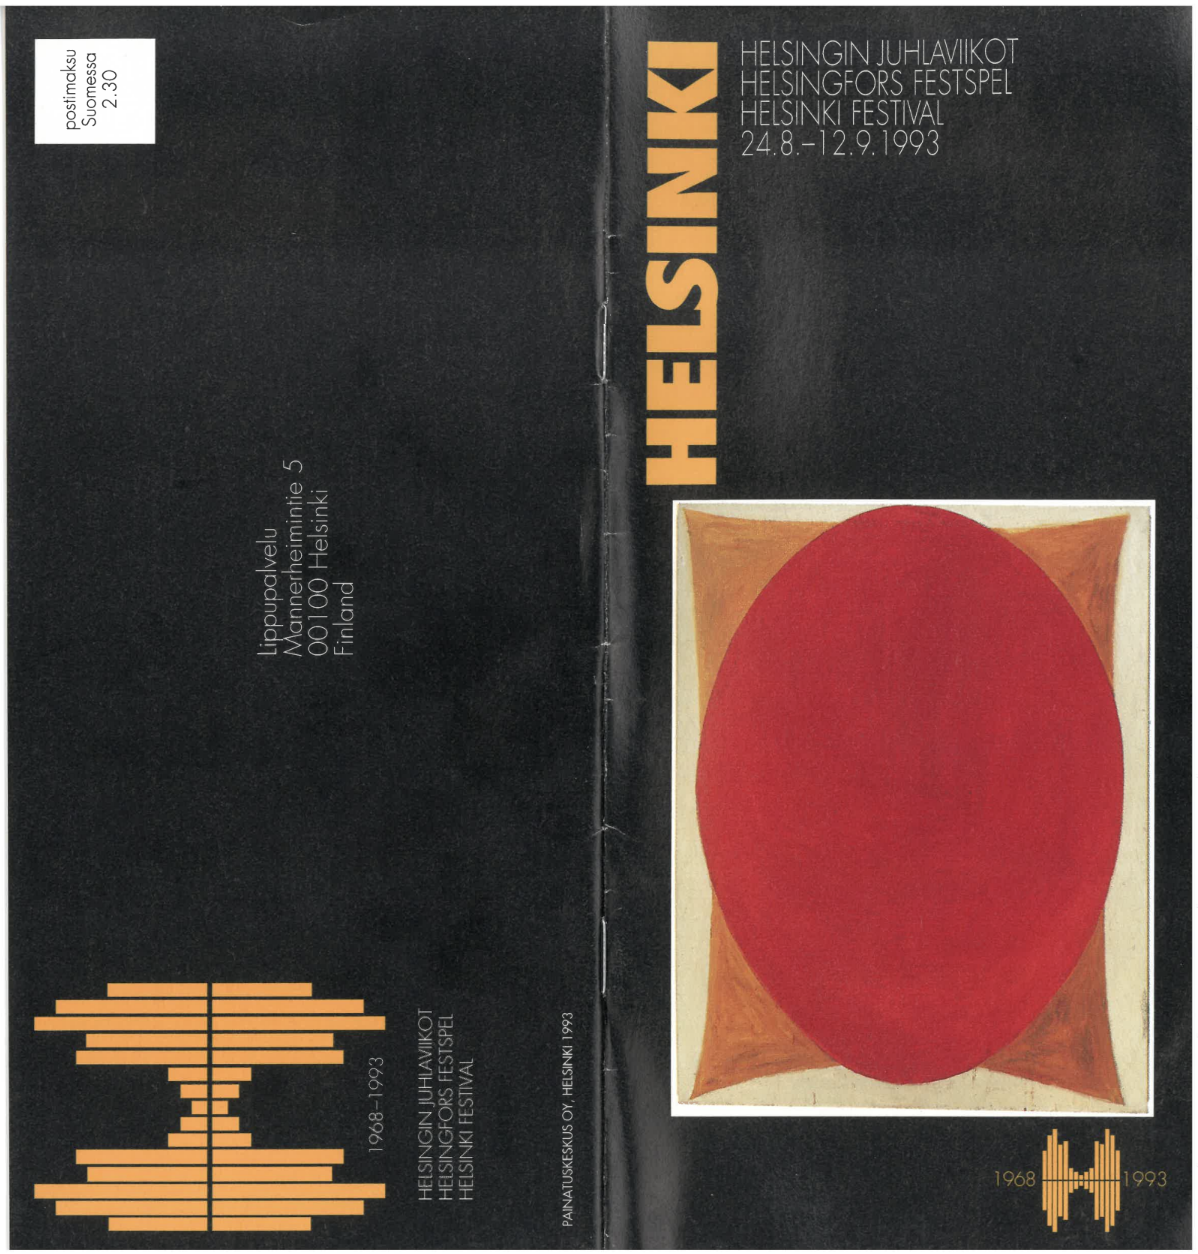 postimaksu
Suomessa
2.30
Lippupalvelu
Mannerheimintie 5
00100 Helsinki
Finland
1968–1993
HELSINGIN JUHLAVIIKOT
HELSINGFORS FESTSPEL
HELSINKI FESTIVAL
PAINATUSKESKUS OY, HELSINKI 1993
HELSINKI
HELSINGIN JUHLAVIIKOT
HELSINGFORS FESTSPEL
HELSINKI FESTIVAL
24.8.–12.9.1993
1968 1993